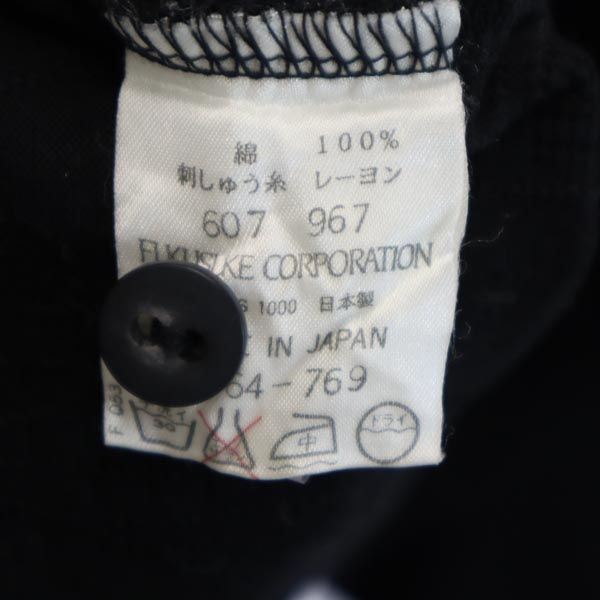 綿 100%
刺しゅう糸 レーヨン
607 967
FUKUSUKE CORPORATION
1000 日本製
IN JAPAN
64-769
中
ドライ